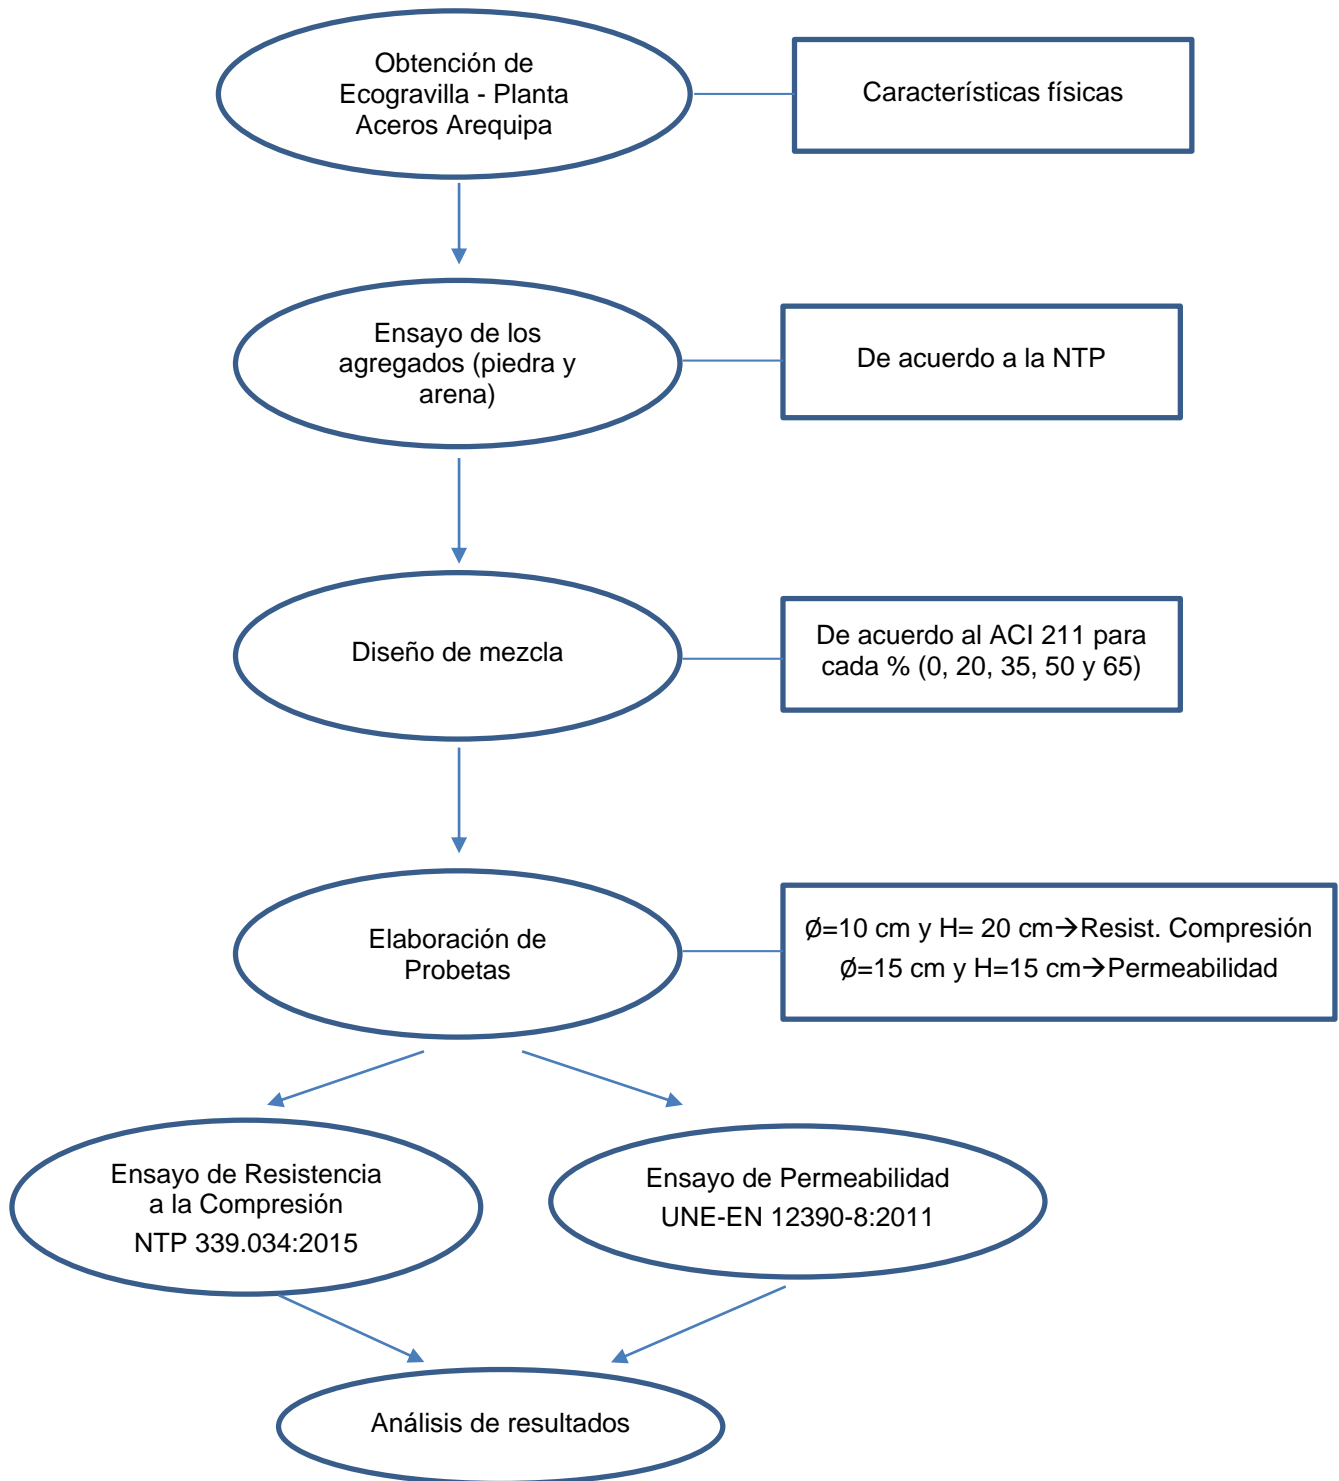 Obtención de
Ecogravilla - Planta
Aceros Arequipa
Características físicas
Ensayo de los
agregados (piedra y
arena)
De acuerdo a la NTP
Diseño de mezcla
De acuerdo al ACI 211 para
cada % (0, 20, 35, 50 y 65)
Elaboración de
Probetas
Ø=10 cm y H= 20 cm→Resist. Compresión
Ø=15 cm y H=15 cm→Permeabilidad
Ensayo de Resistencia
a la Compresión
NTP 339.034:2015
Ensayo de Permeabilidad
UNE-EN 12390-8:2011
Análisis de resultados